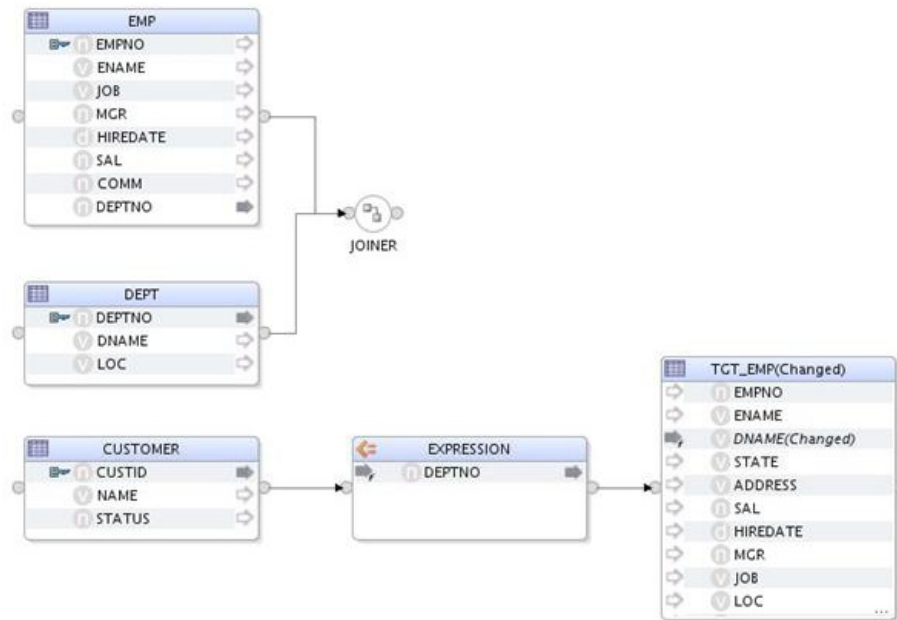 EMP
n EMPNO
v ENAME
v JOB
n MGR
d HIREDATE
n SAL
n COMM
n DEPTNO
JOINER
DEPT
n DEPTNO
v DNAME
v LOC
CUSTOMER
n CUSTID
v NAME
n STATUS
EXPRESSION
n DEPTNO
TGT_EMP(Changed)
n EMPNO
v ENAME
v DNAME(Changed)
v STATE
v ADDRESS
n SAL
d HIREDATE
n MGR
v JOB
v LOC
...